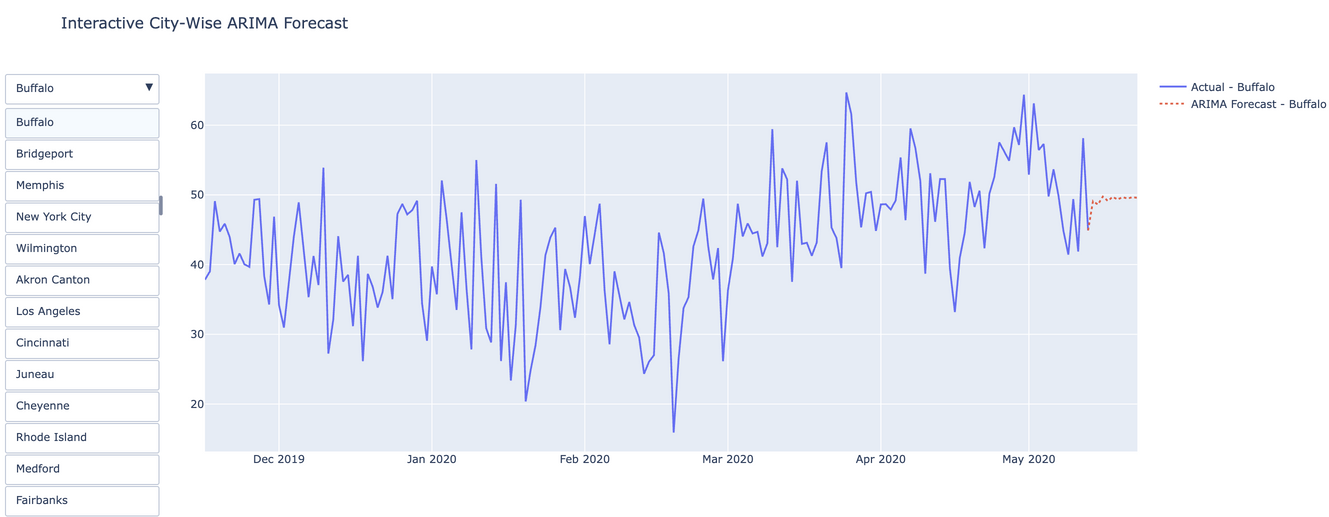 Interactive City-Wise ARIMA Forecast
Buffalo ▼
Buffalo
Bridgeport
Memphis
New York City
Wilmington
Akron Canton
Los Angeles
Cincinnati
Juneau
Cheyenne
Rhode Island
Medford
Fairbanks
60
50
40
30
20
Dec 2019 Jan 2020 Feb 2020 Mar 2020 Apr 2020 May 2020
Actual - Buffalo
ARIMA Forecast - Buffalo